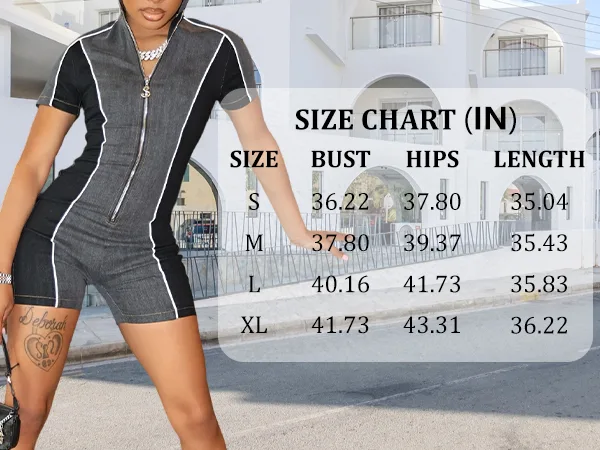 SIZE CHART (IN)
SIZE BUST HIPS LENGTH
S 36.22 37.80 35.04
M 37.80 39.37 35.43
L 40.16 41.73 35.83
XL 41.73 43.31 36.22
Deborah